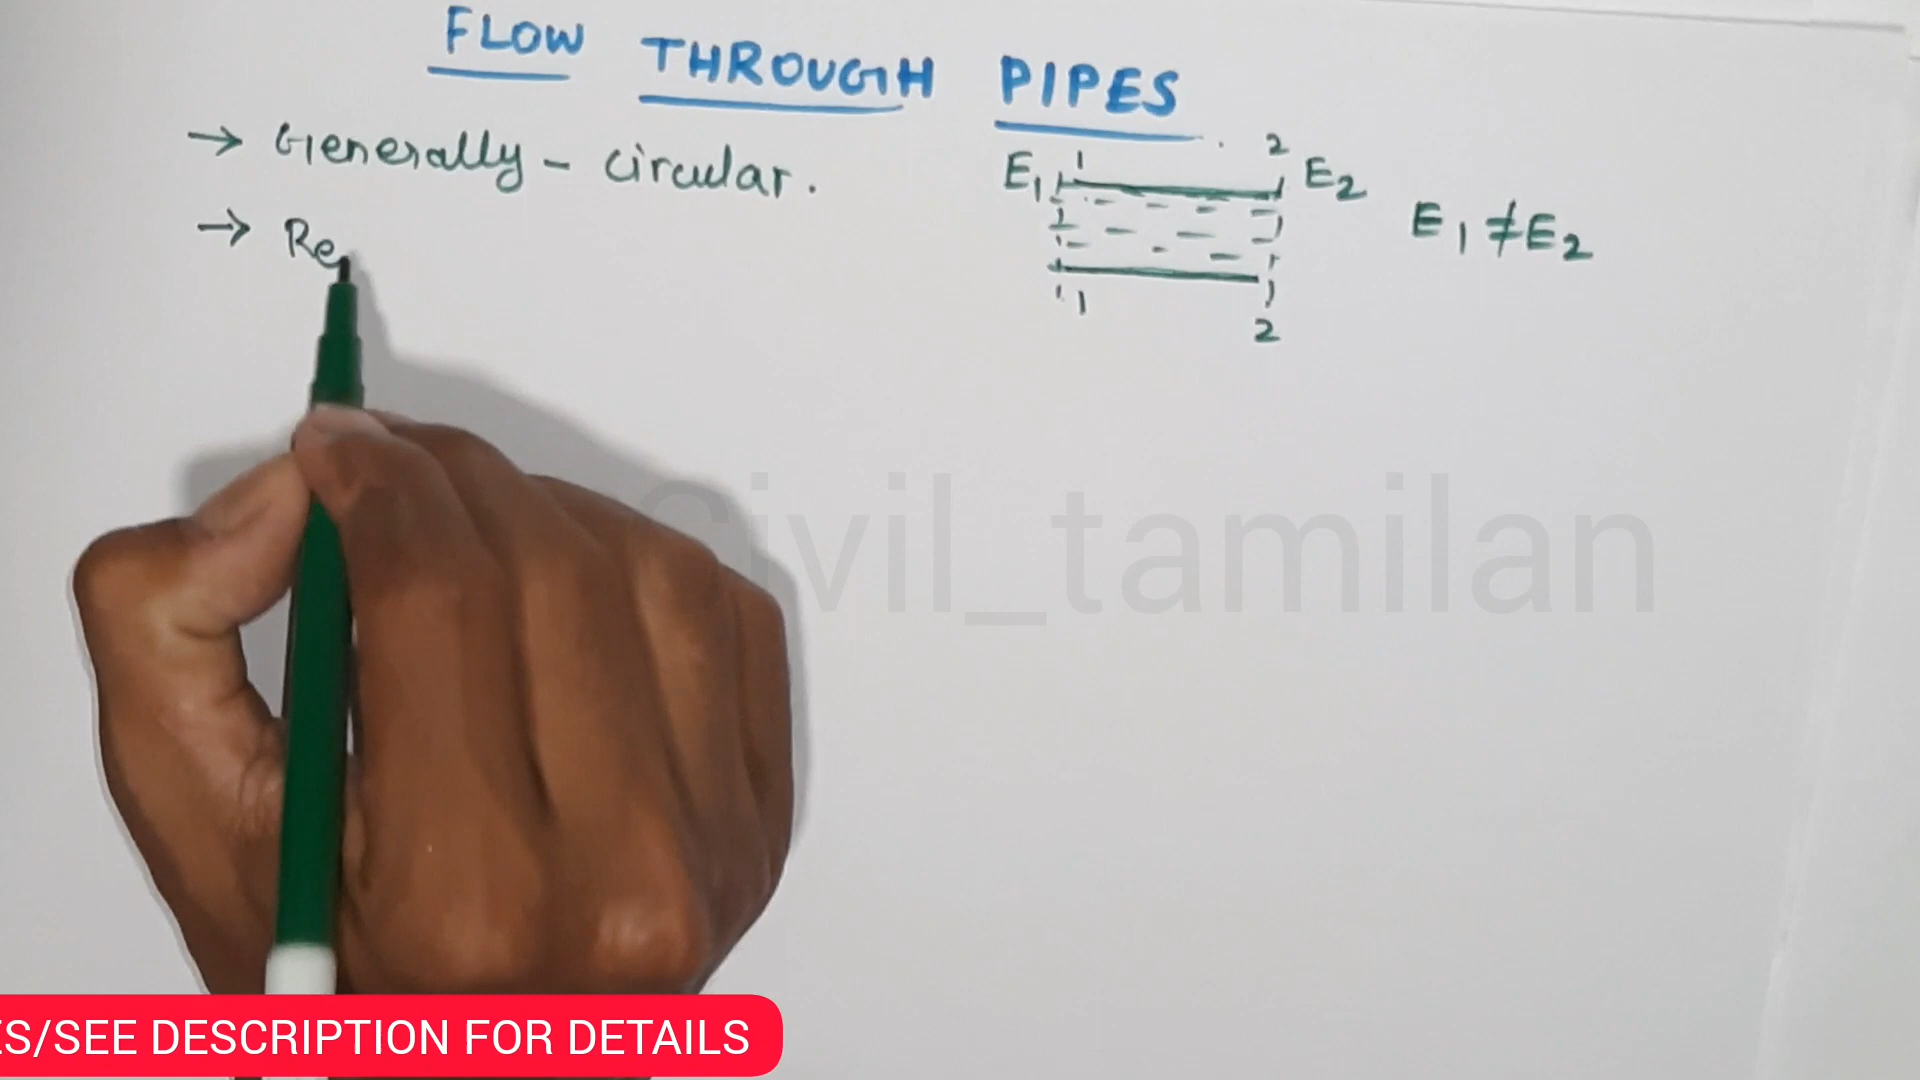 FLOW THROUGH PIPES
→ Generally - circular.
→ Re
E1 1 2 E2
E1 ≠ E2
1 2
Civil_tamilan
ES/SEE DESCRIPTION FOR DETAILS